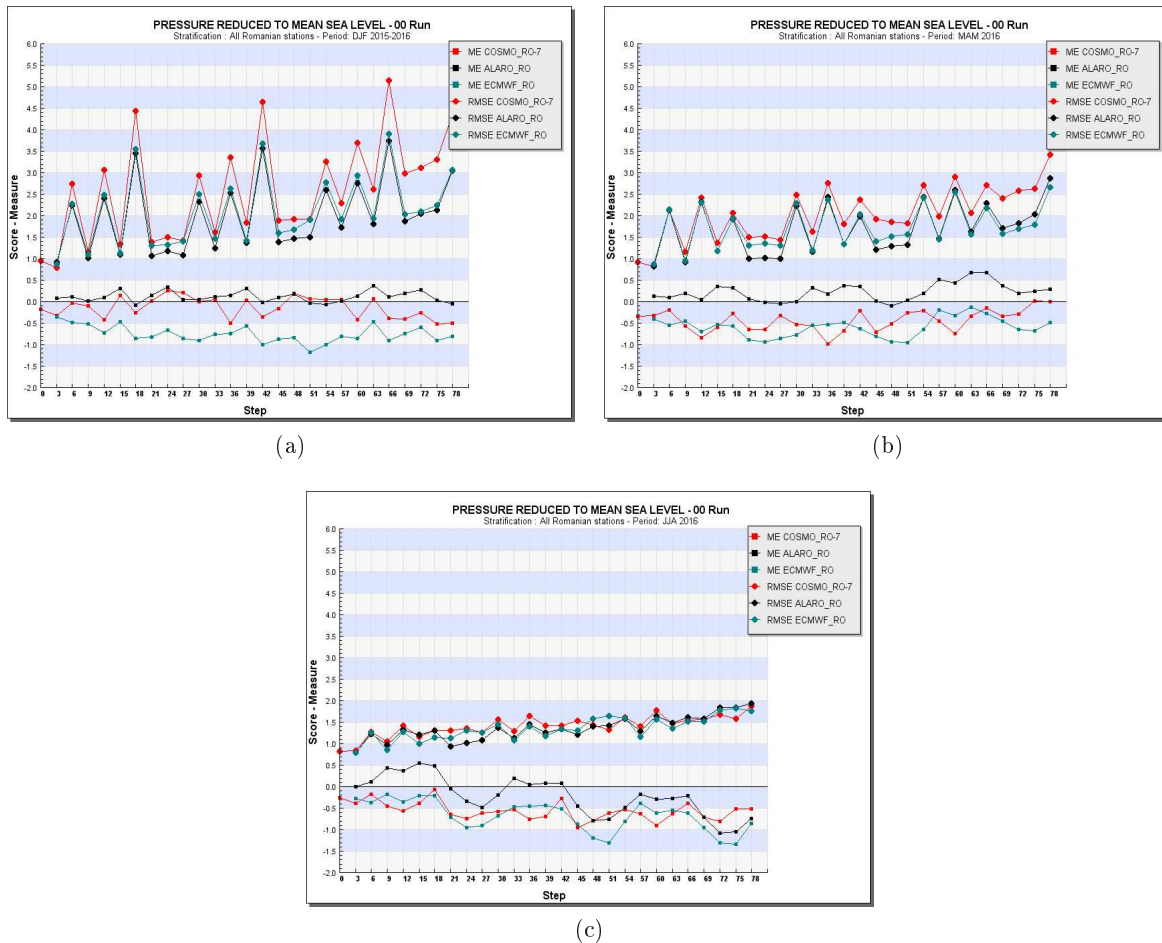 PRESSURE REDUCED TO MEAN SEA LEVEL - 00 Run
Stratification : All Romanian stations - Period: DJF 2015-2016
ME COSMO_RO-7
ME ALARO_RO
ME ECMWF_RO
RMSE COSMO_RO-7
RMSE ALARO_RO
RMSE ECMWF_RO
Score - Measure
6.0
5.5
5.0
4.5
4.0
3.5
3.0
2.5
2.0
1.5
1.0
0.5
0.0
-0.5
-1.0
-1.5
-2.0
0 3 6 9 12 15 18 21 24 27 30 33 36 39 42 45 48 51 54 57 60 63 66 69 72 75 78
Step
(a)
PRESSURE REDUCED TO MEAN SEA LEVEL - 00 Run
Stratification : All Romanian stations - Period: MAM 2016
ME COSMO_RO-7
ME ALARO_RO
ME ECMWF_RO
RMSE COSMO_RO-7
RMSE ALARO_RO
RMSE ECMWF_RO
Score - Measure
6.0
5.5
5.0
4.5
4.0
3.5
3.0
2.5
2.0
1.5
1.0
0.5
0.0
-0.5
-1.0
-1.5
-2.0
0 3 6 9 12 15 18 21 24 27 30 33 36 39 42 45 48 51 54 57 60 63 66 69 72 75 78
Step
(b)
PRESSURE REDUCED TO MEAN SEA LEVEL - 00 Run
Stratification : All Romanian stations - Period: JJA 2016
ME COSMO_RO-7
ME ALARO_RO
ME ECMWF_RO
RMSE COSMO_RO-7
RMSE ALARO_RO
RMSE ECMWF_RO
Score - Measure
6.0
5.5
5.0
4.5
4.0
3.5
3.0
2.5
2.0
1.5
1.0
0.5
0.0
-0.5
-1.0
-1.5
-2.0
0 3 6 9 12 15 18 21 24 27 30 33 36 39 42 45 48 51 54 57 60 63 66 69 72 75 78
Step
(c)